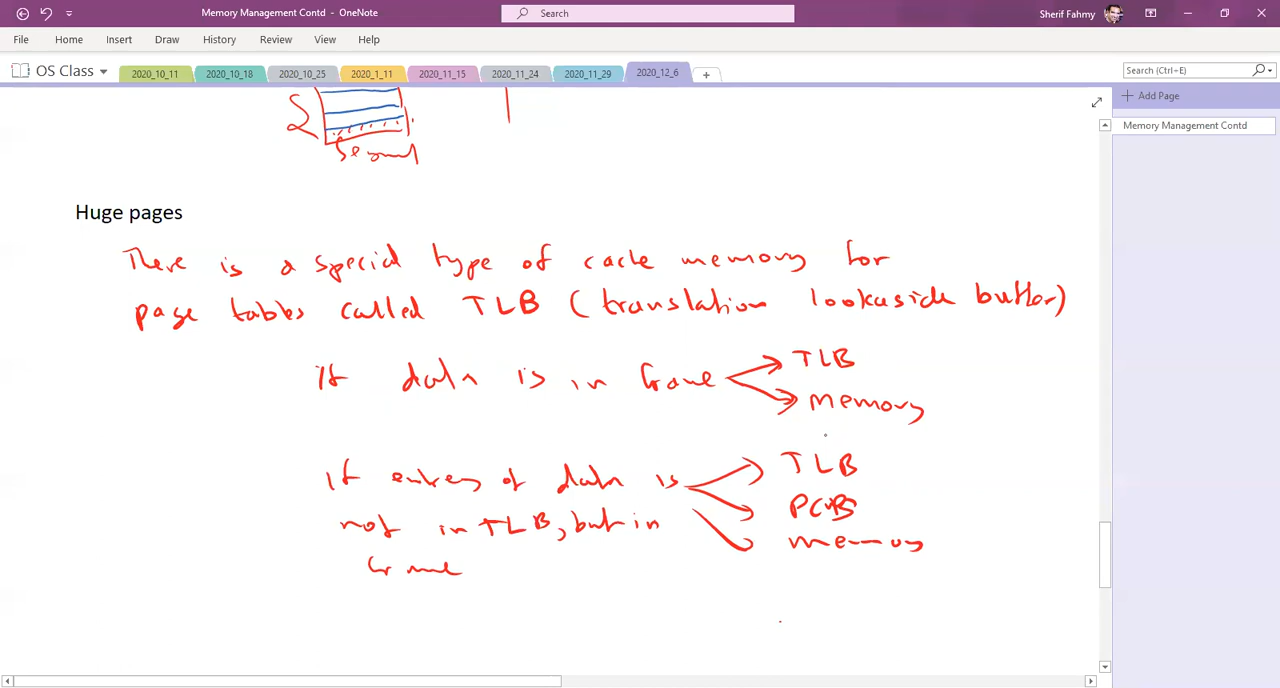 Memory Management Contd - OneNote
Search
Sherif Fahmy
File Home Insert Draw History Review View Help
OS Class
2020_10_11 2020_10_18 2020_10_25 2020_1_11 2020_11_15 2020_11_24 2020_11_29 2020_12_6
Search (Ctrl+E)
Add Page
Memory Management Contd
2
Huge pages
There is a special type of cache memory for
page tables called TLB (translation lookaside buffer)
If data is in frame
TLB
memory
If entry of data is
not in TLB, but in
frame
TLB
memory